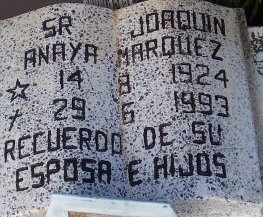 SR JOAQUIN
ANAYA MARQUEZ
☆ 14 8 1924
† 29 6 1993
RECUERDO DE SU
ESPOSA E HIJOS